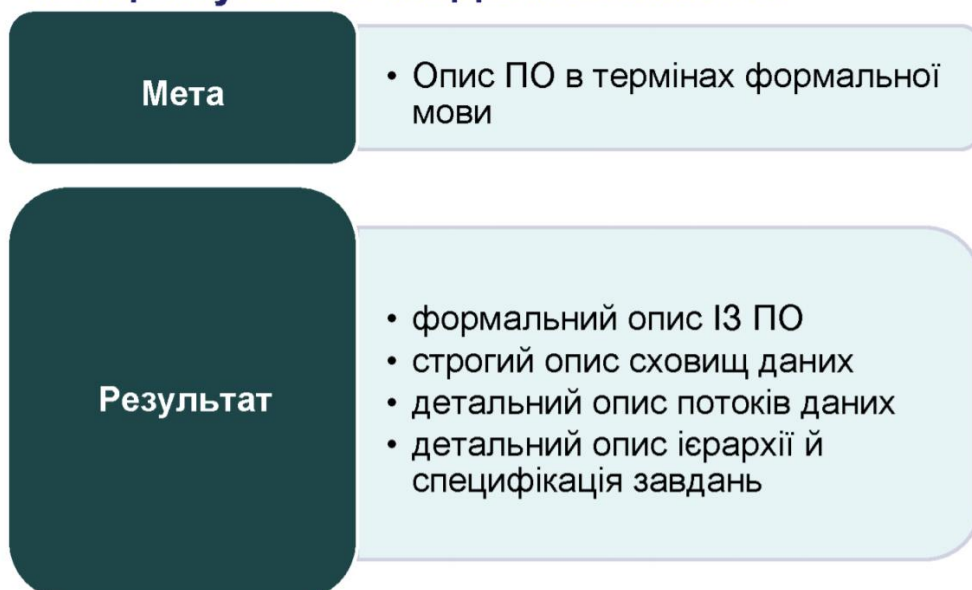 Мета
• Опис ПО в термінах формальної
мови
Результат
• формальний опис ІЗ ПО
• строгий опис сховищ даних
• детальний опис потоків даних
• детальний опис ієрархії й
специфікація завдань